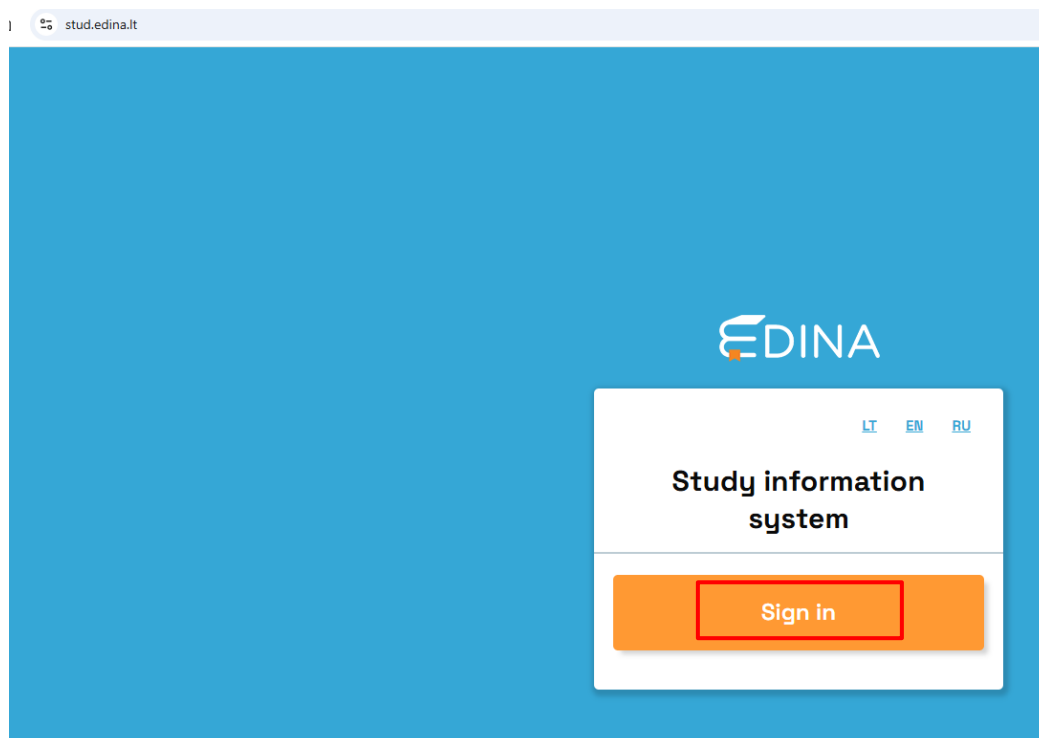 stud.edina.lt
EDINA
LT EN RU
Study information
system
Sign in